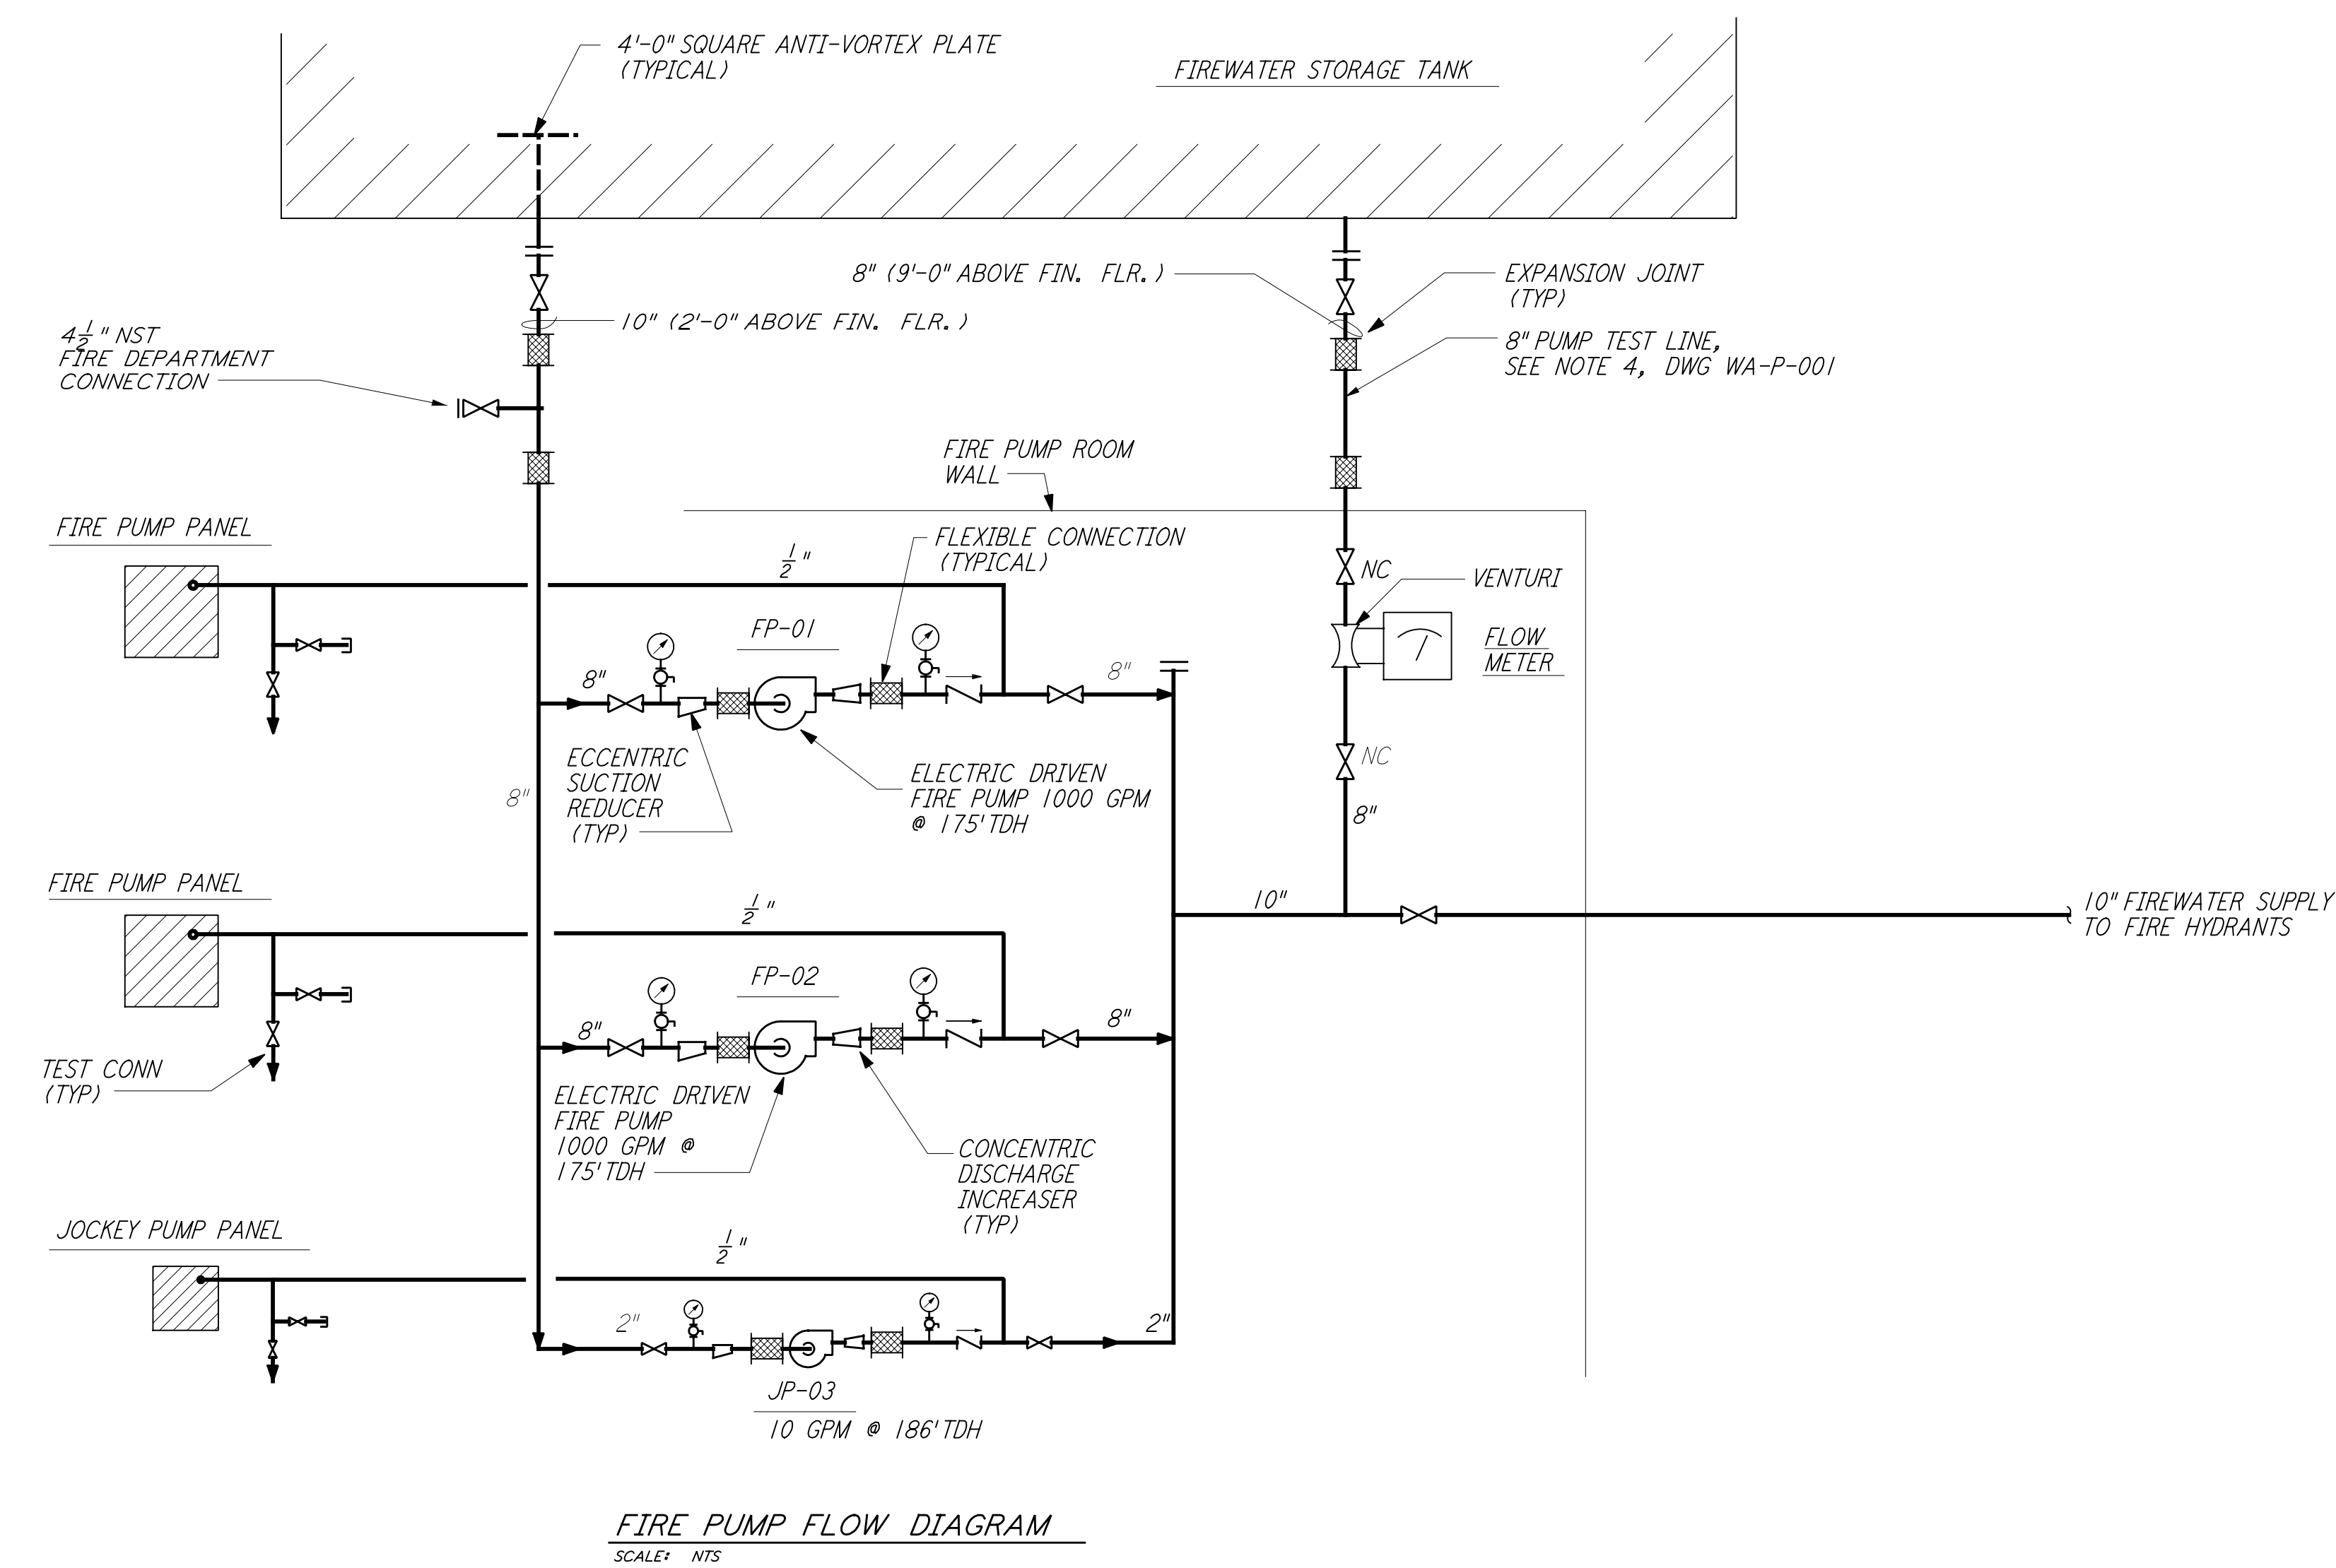 4'-0" SQUARE ANTI-VORTEX PLATE
(TYPICAL)
FIREWATER STORAGE TANK
8" (9'-0" ABOVE FIN. FLR.)
EXPANSION JOINT
(TYP)
10" (2'-0" ABOVE FIN. FLR.)
4½" NST
FIRE DEPARTMENT
CONNECTION
8" PUMP TEST LINE,
SEE NOTE 4, DWG WA-P-001
FIRE PUMP ROOM
WALL
FIRE PUMP PANEL
FLEXIBLE CONNECTION
(TYPICAL)
½"
NC
VENTURI
FP-01
FLOW
METER
8"
8"
ECCENTRIC
SUCTION
REDUCER
(TYP)
ELECTRIC DRIVEN
FIRE PUMP 1000 GPM
@ 175' TDH
NC
8"
8"
FIRE PUMP PANEL
½"
10"
10" FIREWATER SUPPLY
TO FIRE HYDRANTS
FP-02
8"
8"
TEST CONN
(TYP)
ELECTRIC DRIVEN
FIRE PUMP
1000 GPM @
175' TDH
CONCENTRIC
DISCHARGE
INCREASER
(TYP)
JOCKEY PUMP PANEL
½"
2"
2"
JP-03
10 GPM @ 186' TDH
FIRE PUMP FLOW DIAGRAM
SCALE: NTS